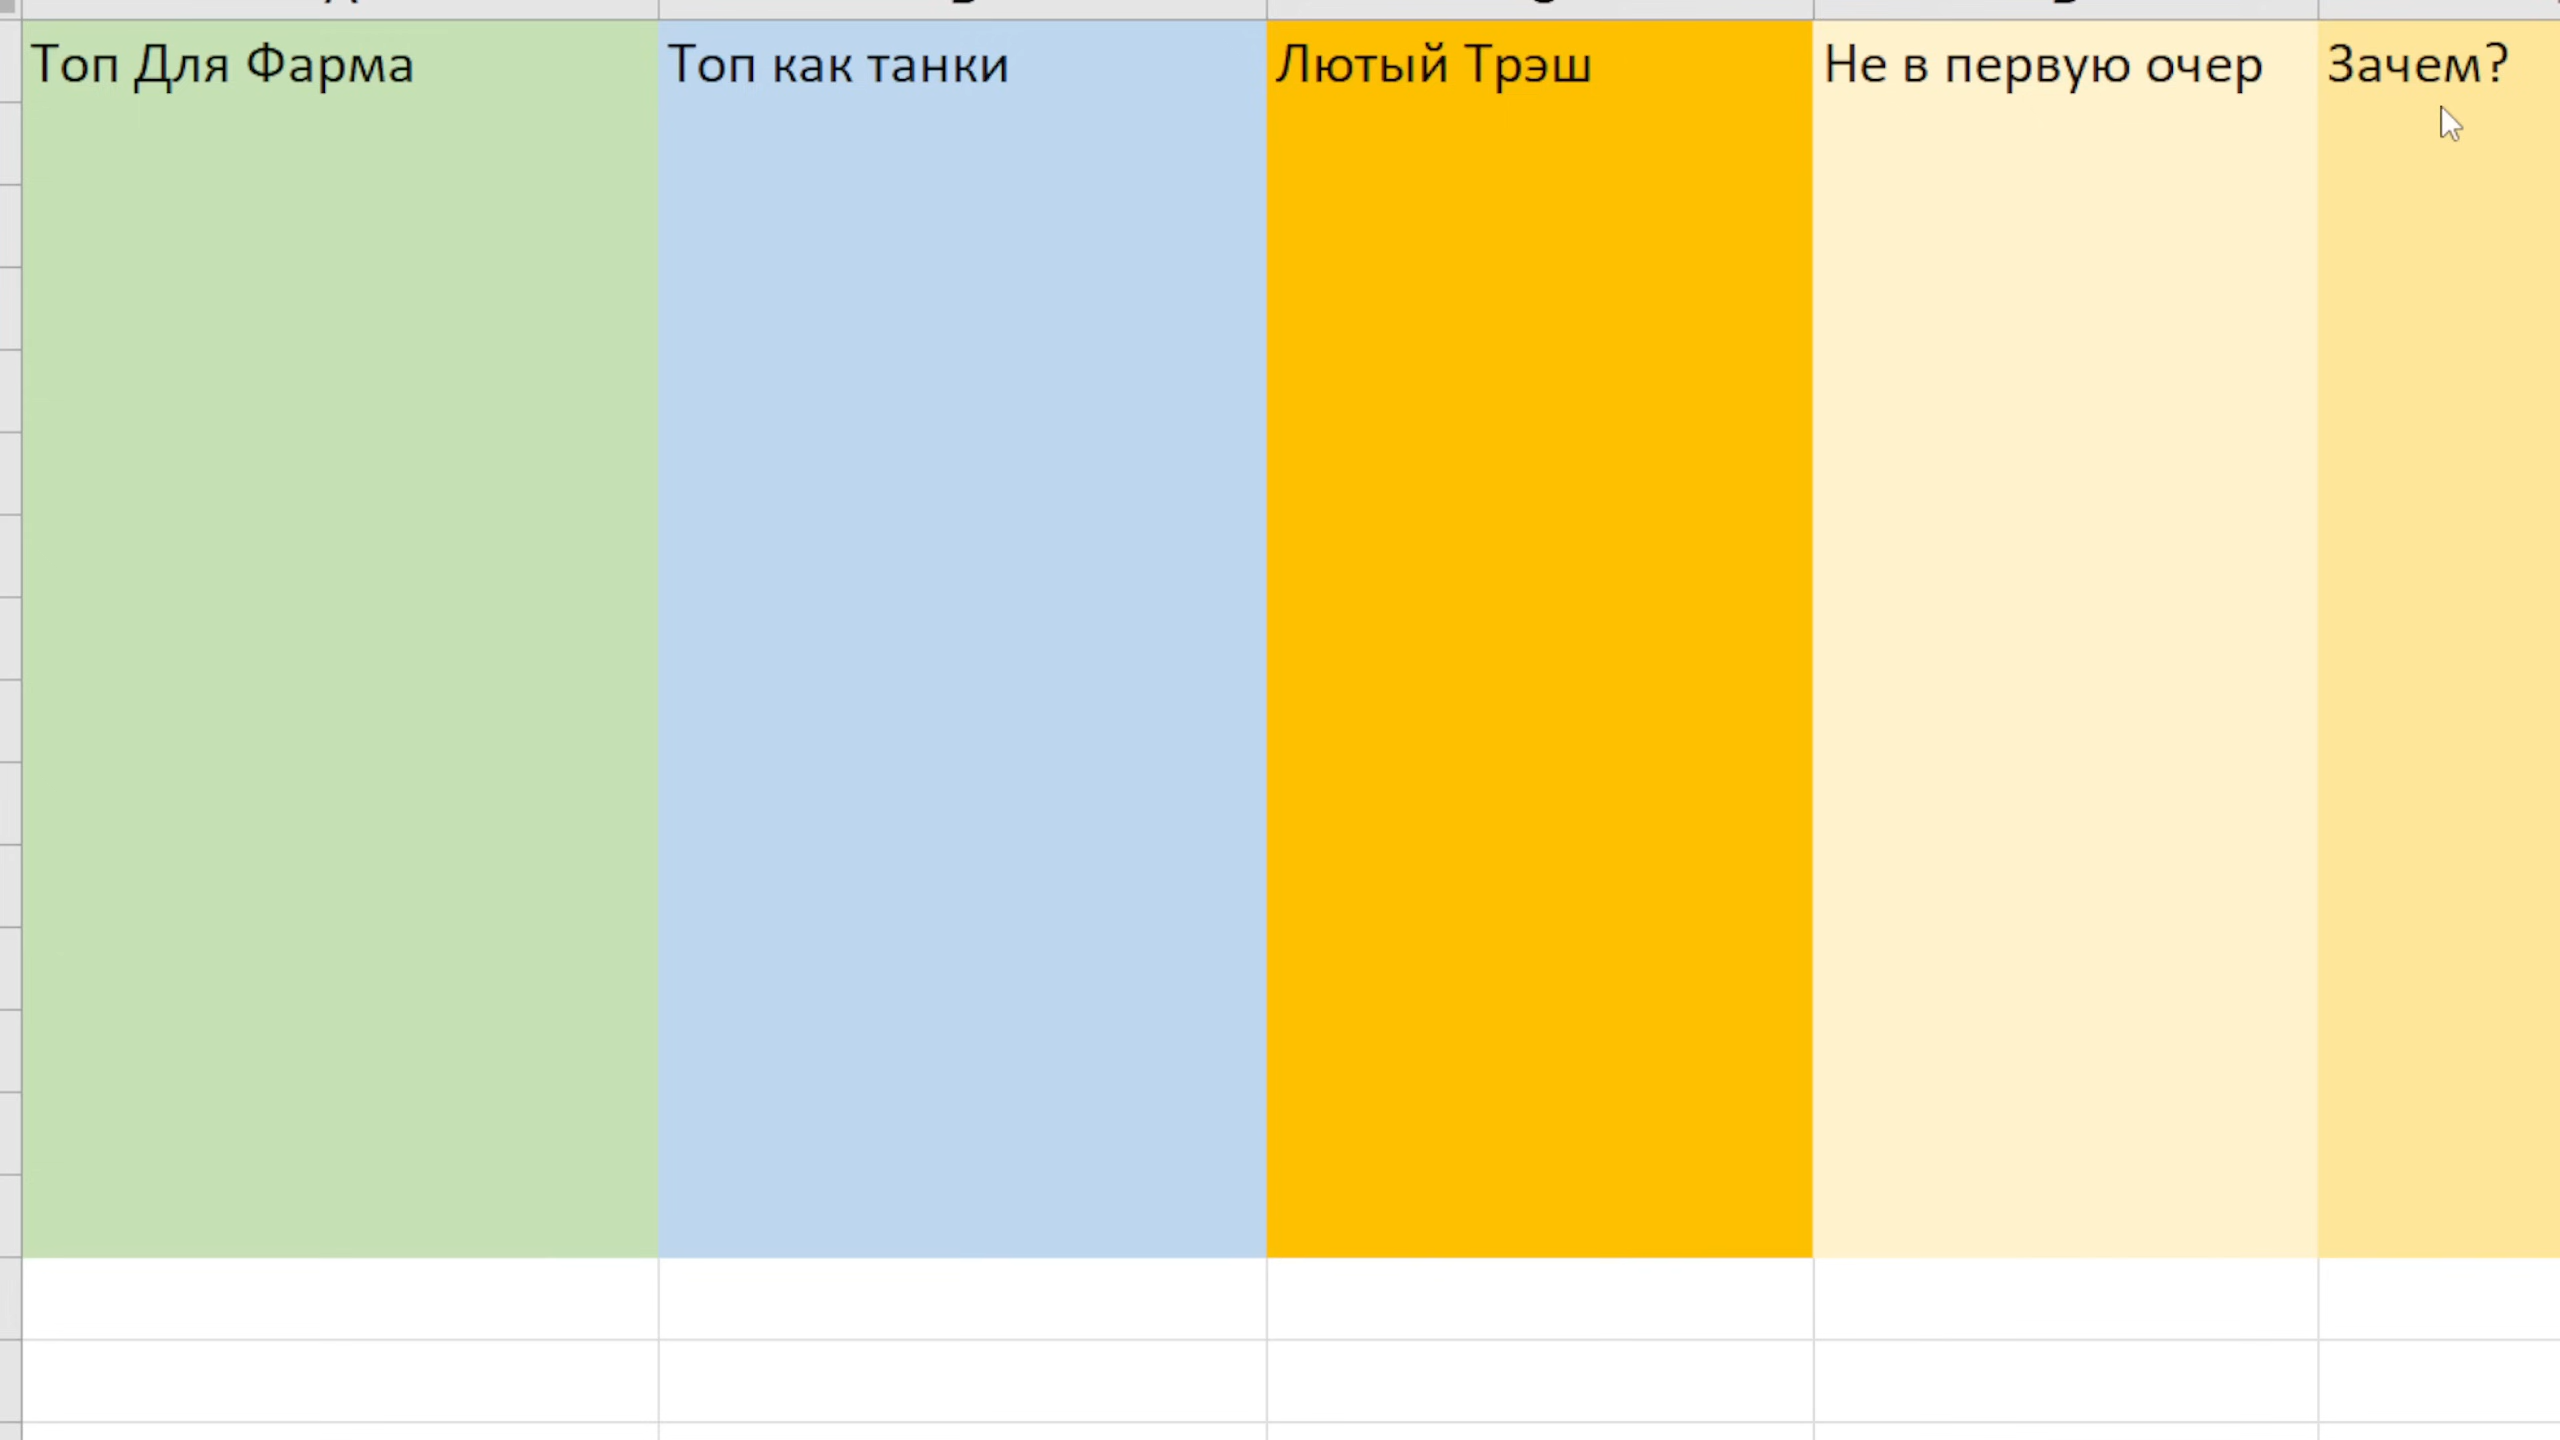 Топ Для Фарма
Топ как танки
Лютый Трэш
Не в первую очер
Зачем?